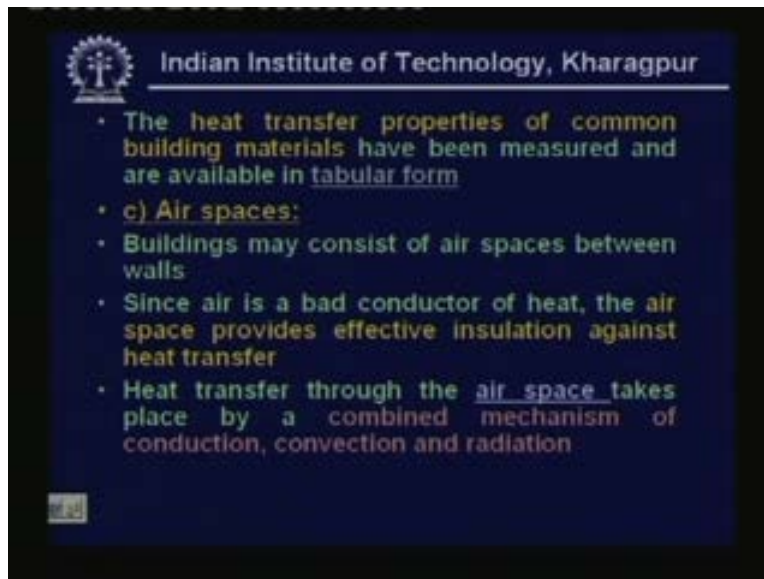 Indian Institute of Technology, Kharagpur
• The heat transfer properties of common
building materials have been measured and
are available in tabular form
• c) Air spaces:
• Buildings may consist of air spaces between
walls
• Since air is a bad conductor of heat, the air
space provides effective insulation against
heat transfer
• Heat transfer through the air space takes
place by a combined mechanism of
conduction, convection and radiation